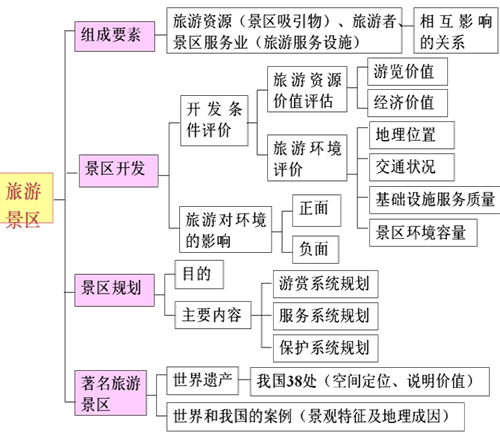 旅游
景区
组成要素
旅游资源（景区吸引物）、旅游者、
景区服务业（旅游服务设施）
相互影响
的关系
景区开发
开发条
件评价
旅游资源
价值评估
游览价值
经济价值
旅游环境
评价
地理位置
交通状况
基础设施服务质量
景区环境容量
旅游对环境
的影响
正面
负面
景区规划
目的
主要内容
游赏系统规划
服务系统规划
保护系统规划
著名旅游
景区
世界遗产
我国38处（空间定位、说明价值）
世界和我国的案例（景观特征及地理成因）